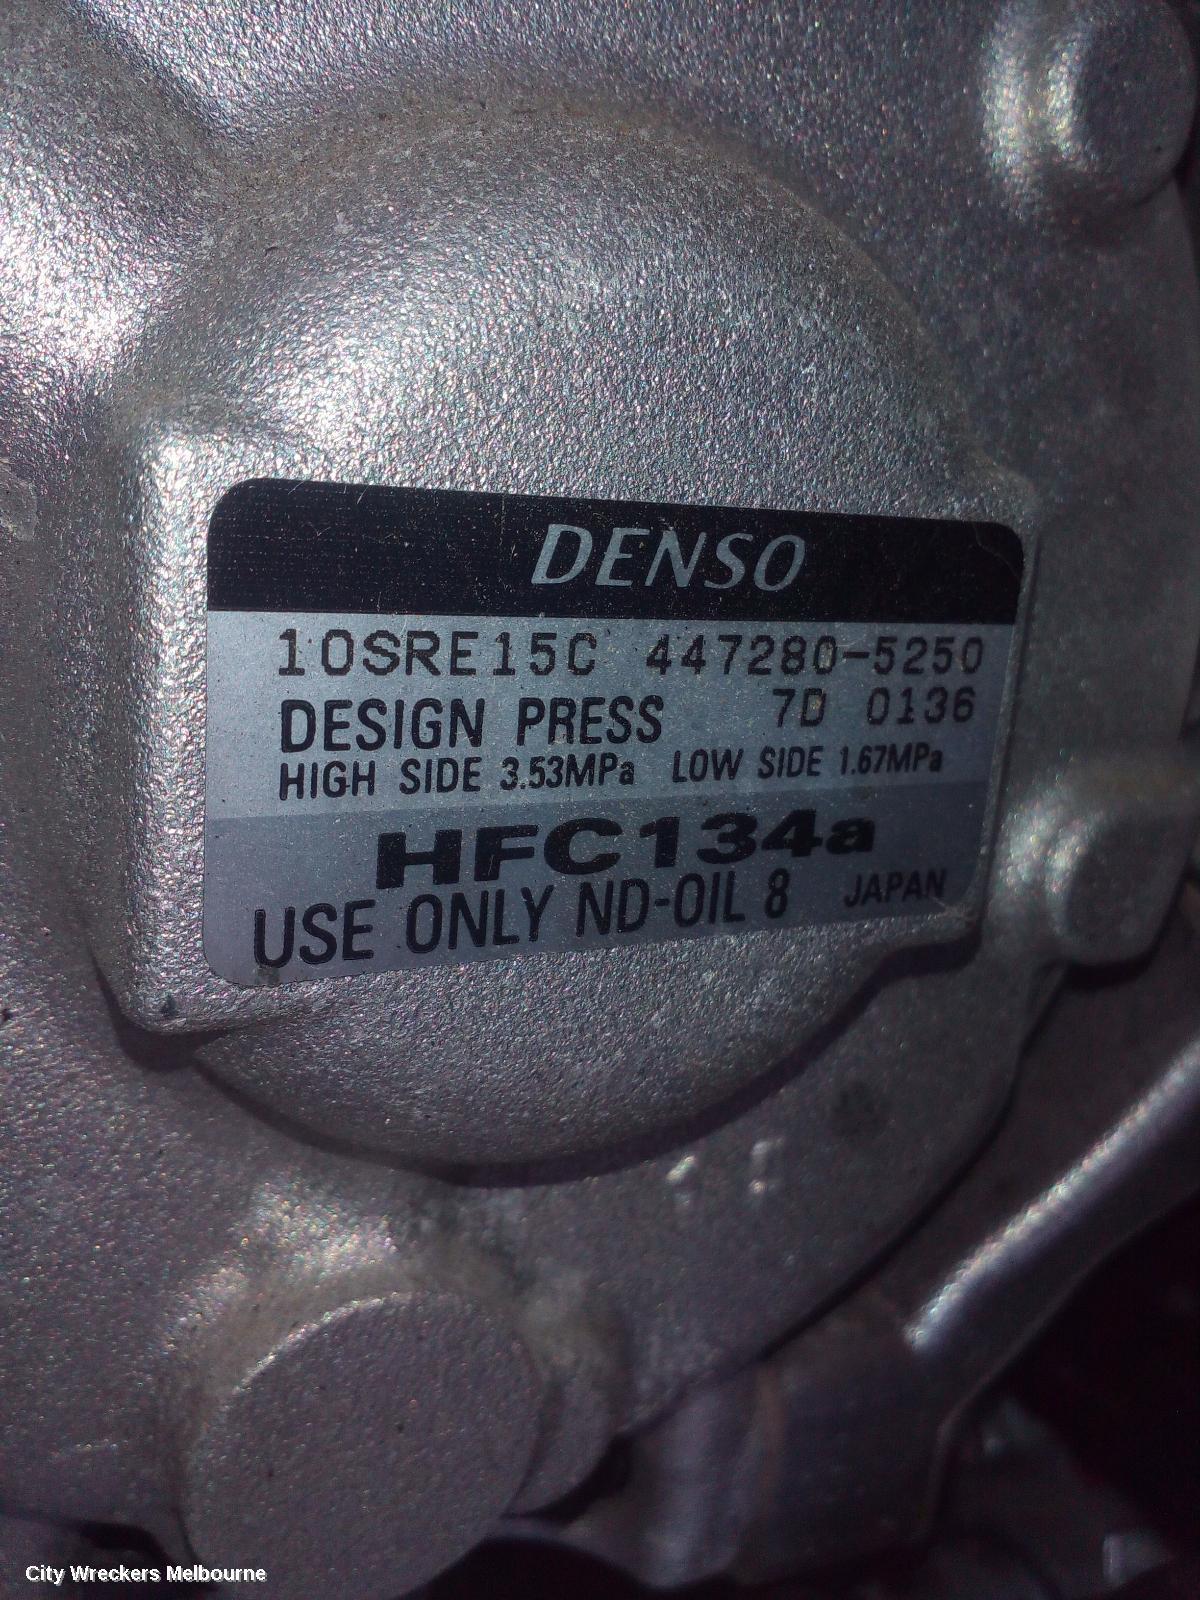 DENSO
10SRE15C 447280-5250
DESIGN PRESS 7D 0136
HIGH SIDE 3.53MPa LOW SIDE 1.67MPa
HFC134a
USE ONLY ND-OIL 8 JAPAN
City Wreckers Melbourne